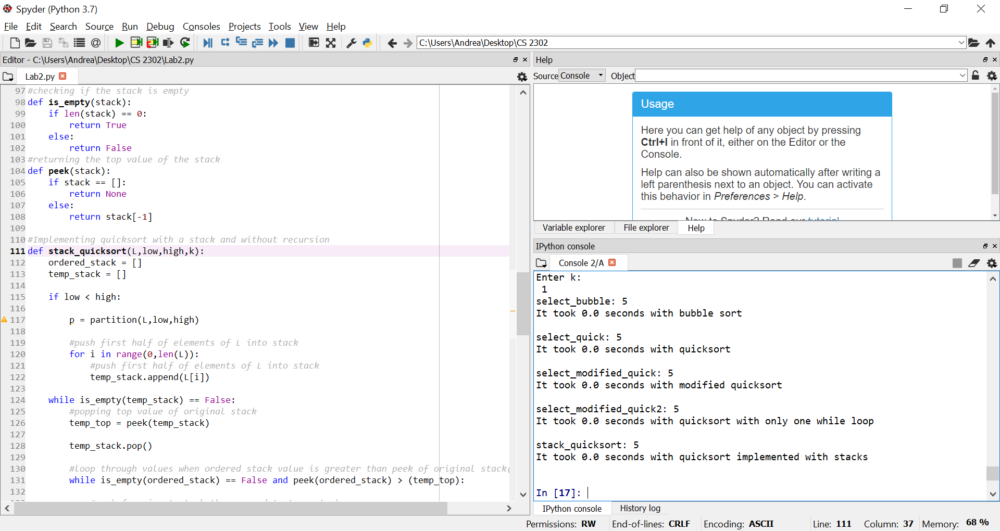 Spyder (Python 3.7)
File Edit Search Source Run Debug Consoles Projects Tools View Help
C:\Users\Andrea\Desktop\CS 2302
Editor - C:\Users\Andrea\Desktop\CS 2302\Lab2.py
Lab2.py
97 #checking if the stack is empty
98 def is_empty(stack):
99     if len(stack) == 0:
100         return True
101     else:
102         return False
103 #returning the top value of the stack
104 def peek(stack):
105     if stack == []:
106         return None
107     else:
108         return stack[-1]
109
110 #Implementing quicksort with a stack and without recursion
111 def stack_quicksort(L,low,high,k):
112     ordered_stack = []
113     temp_stack = []
114
115     if low < high:
116
117         p = partition(L,low,high)
118
119         #push first half of elements of L into stack
120         for i in range(0,len(L)):
121             #push first half of elements of L into stack
122             temp_stack.append(L[i])
123
124     while is_empty(temp_stack) == False:
125         #popping top value of original stack
126         temp_top = peek(temp_stack)
127
128         temp_stack.pop()
129
130         #loop through values when ordered stack value is greater than peek of original stack(
131         while is_empty(ordered_stack) == False and peek(ordered_stack) > (temp_top):
132
Help
Source Console Object
Usage
Here you can get help of any object by pressing
Ctrl+I in front of it, either on the Editor or the
Console.
Help can also be shown automatically after writing a
left parenthesis next to an object. You can activate
this behavior in Preferences > Help.
New to Spyder? Read our tutorial
Variable explorer File explorer Help
IPython console
Console 2/A
Enter k:
1
select_bubble: 5
It took 0.0 seconds with bubble sort
select_quick: 5
It took 0.0 seconds with quicksort
select_modified_quick: 5
It took 0.0 seconds with modified quicksort
select_modified_quick2: 5
It took 0.0 seconds with quicksort with only one while loop
stack_quicksort: 5
It took 0.0 seconds with quicksort implemented with stacks
In [17]:
IPython console History log
Permissions: RW End-of-lines: CRLF Encoding: ASCII Line: 111 Column: 37 Memory: 68 %